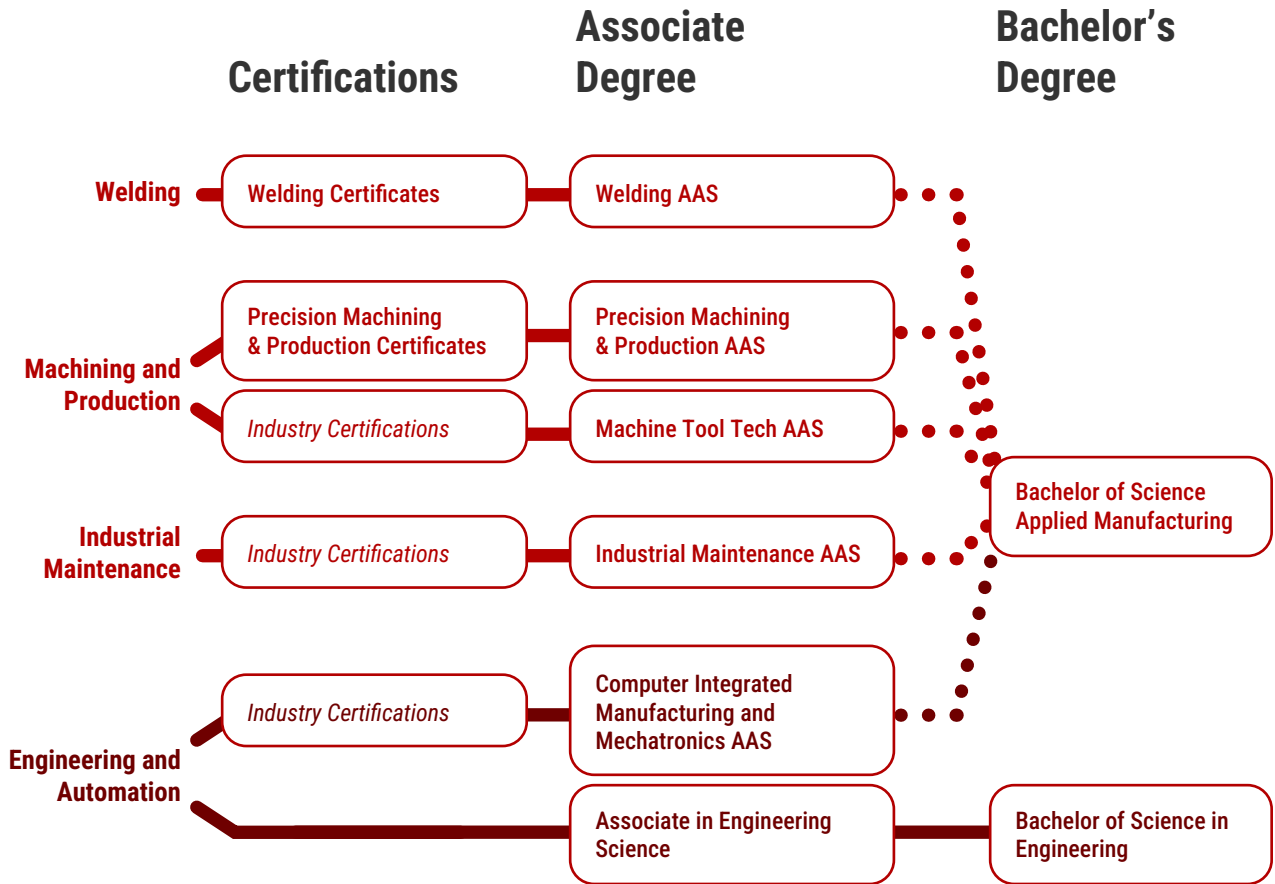 Certifications
Associate
Degree
Bachelor’s
Degree
Welding
Welding Certificates
Welding AAS
Machining and
Production
Precision Machining
& Production Certificates
Precision Machining
& Production AAS
Industry Certifications
Machine Tool Tech AAS
Bachelor of Science
Applied Manufacturing
Industrial
Maintenance
Industry Certifications
Industrial Maintenance AAS
Engineering and
Automation
Industry Certifications
Computer Integrated
Manufacturing and
Mechatronics AAS
Associate in Engineering
Science
Bachelor of Science in
Engineering